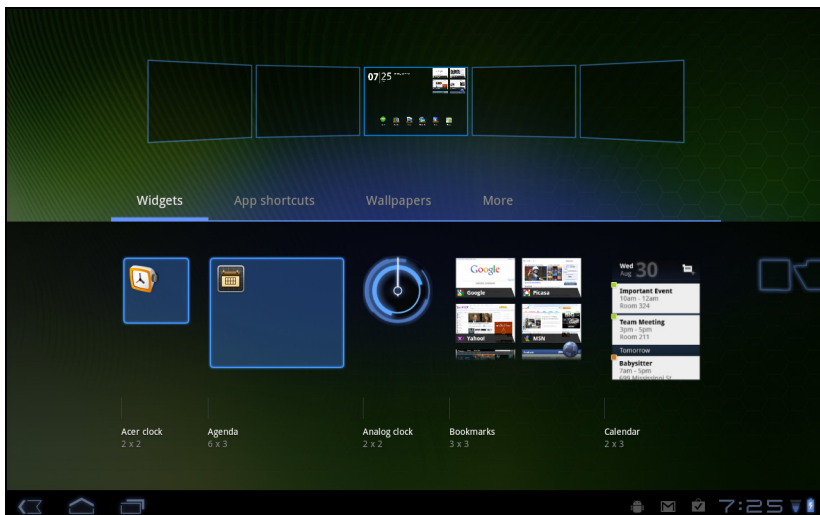 07 25
Widgets
App shortcuts
Wallpapers
More
Google
Google
Picasa
Yahoo!
MSN
Wed
Aug
30
Important Event
10am - 12am
Room 324
Team Meeting
3pm - 5pm
Room 211
Tomorrow
Babysitter
7am - 5pm
Acer clock
2 x 2
Agenda
6 x 3
Analog clock
2 x 2
Bookmarks
3 x 3
Calendar
2 x 3
7:25